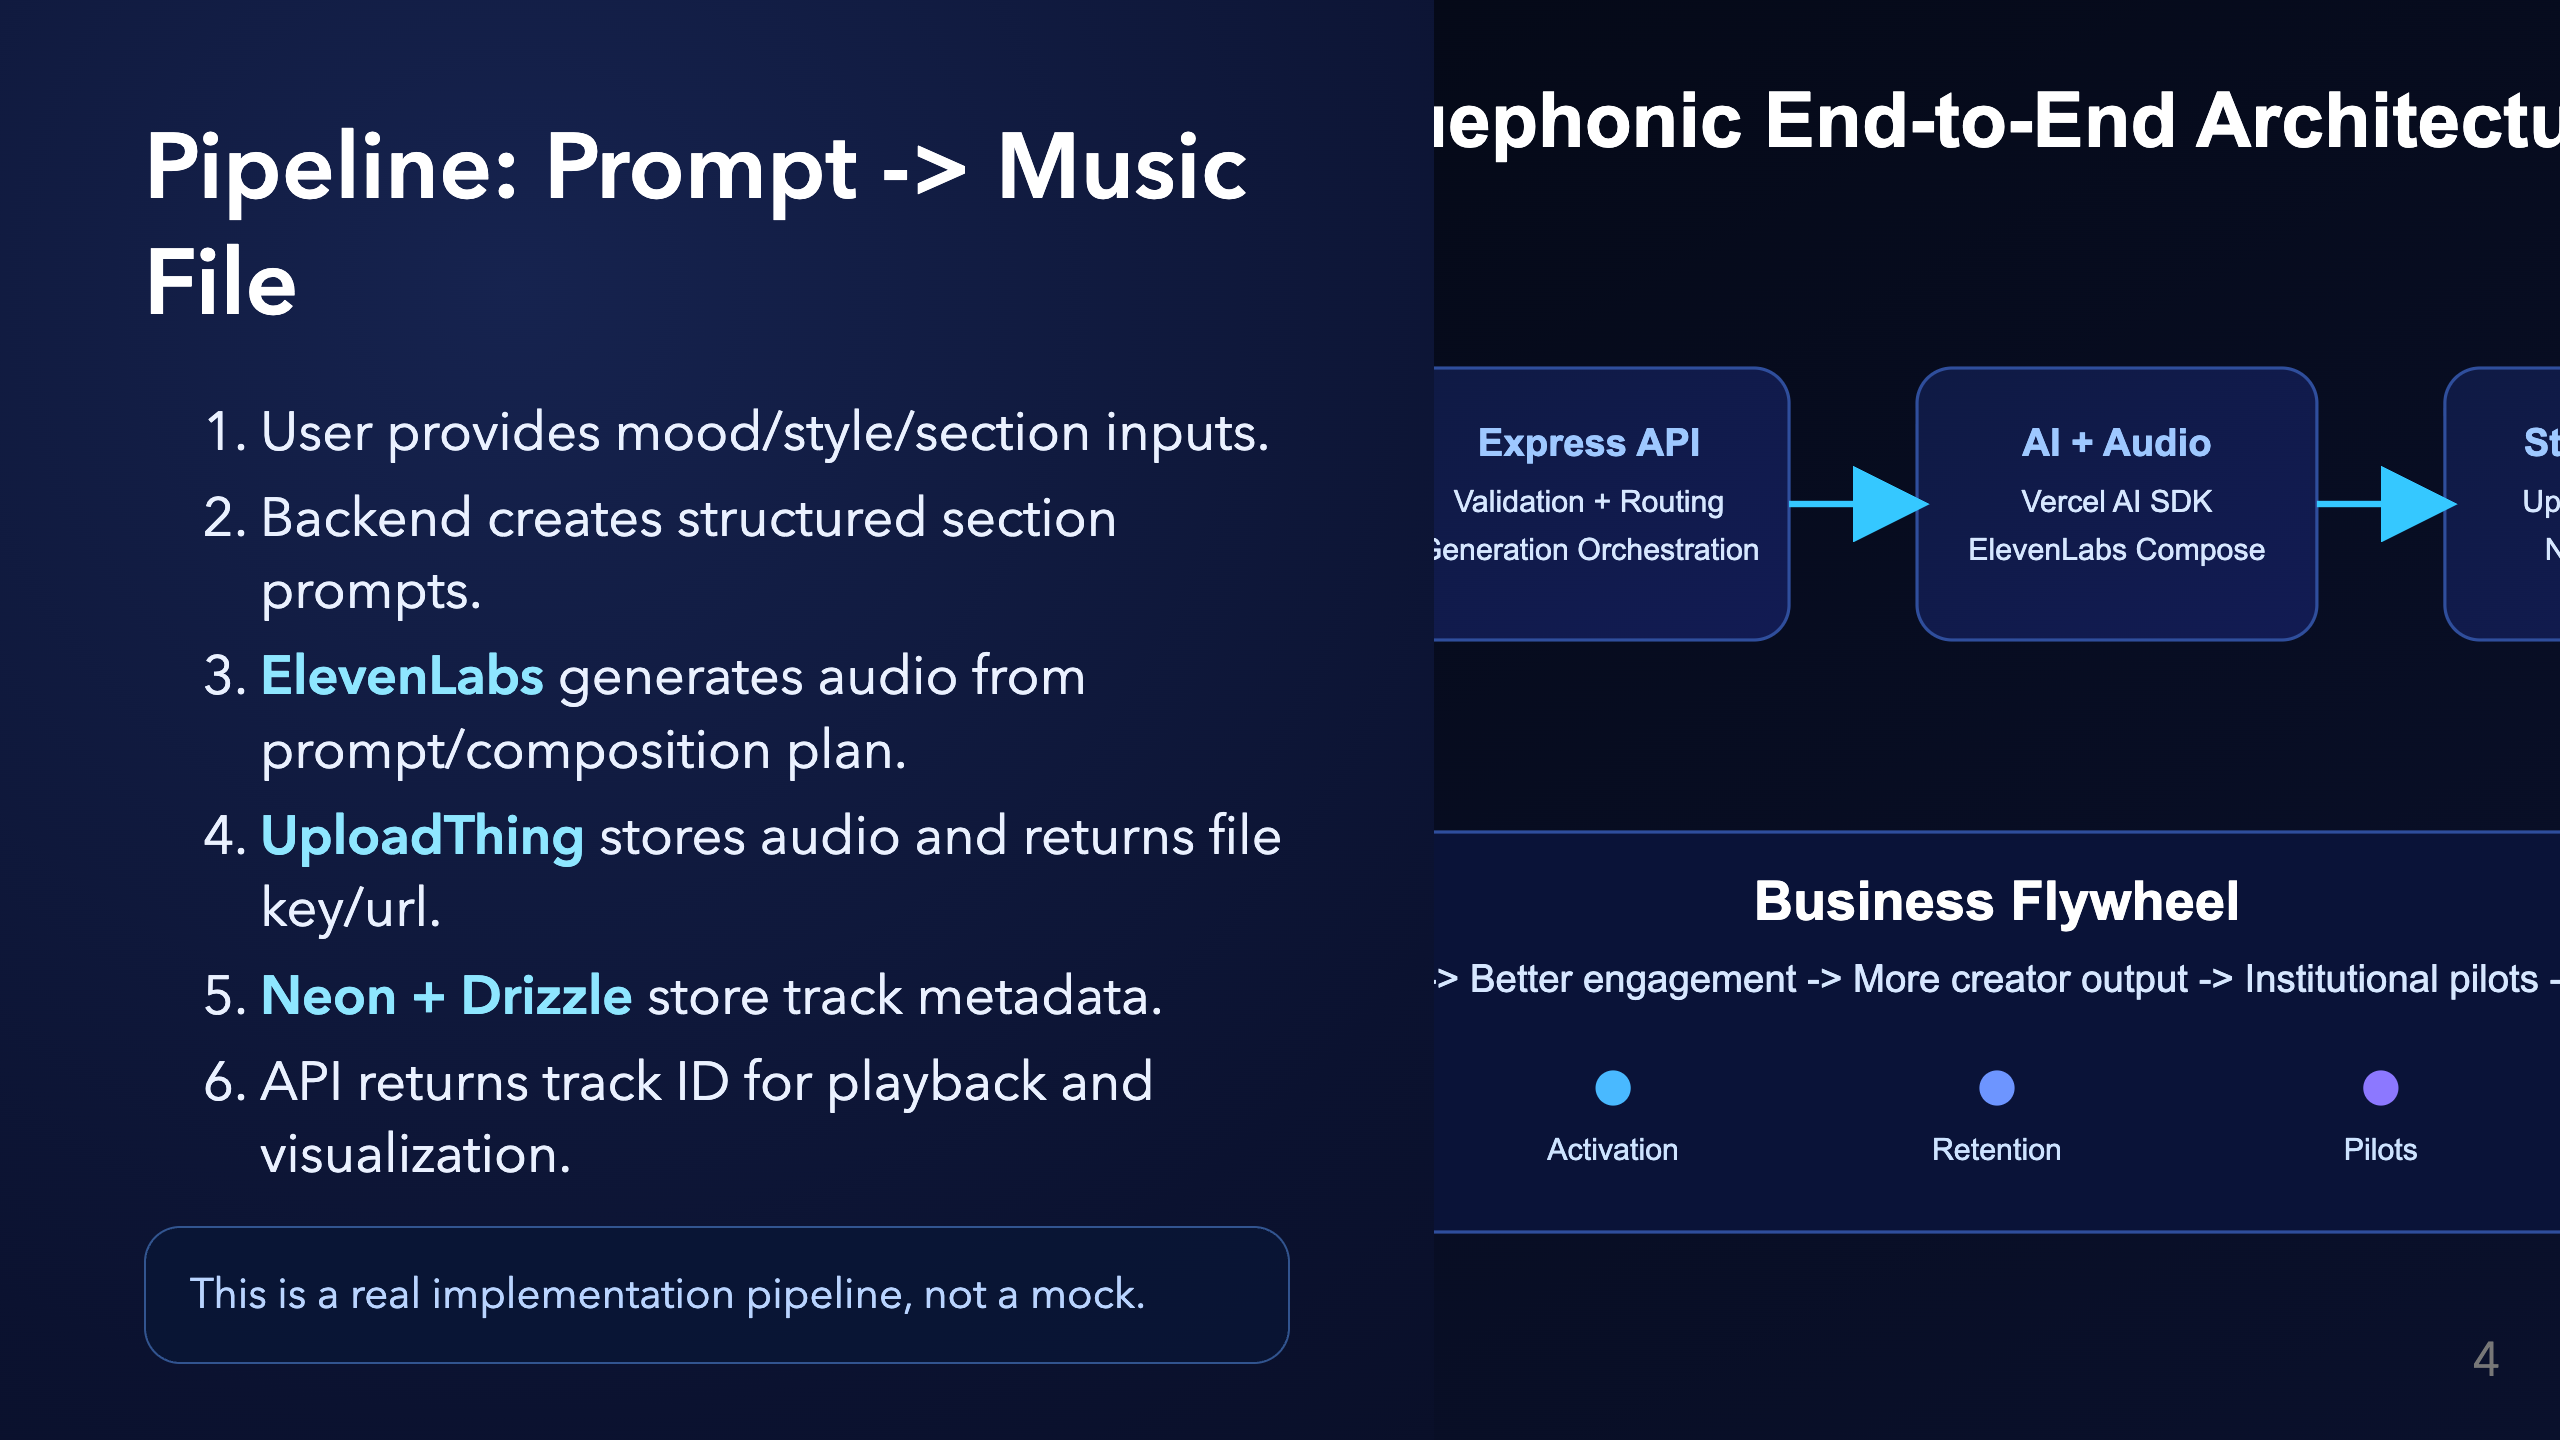 Pipeline: Prompt -> Music
File
1. User provides mood/style/section inputs.
2. Backend creates structured section
prompts.
3. ElevenLabs generates audio from
prompt/composition plan.
4. UploadThing stores audio and returns file
key/url.
5. Neon + Drizzle store track metadata.
6. API returns track ID for playback and
visualization.
This is a real implementation pipeline, not a mock.
End-to-End
Express API
Validation + Routing
Generation Orchestration
AI + Audio
Vercel AI SDK
ElevenLabs Compose
Business Flywheel
-> Better engagement -> More creator output -> Institutional pilots -
Activation
Retention
Pilots
4